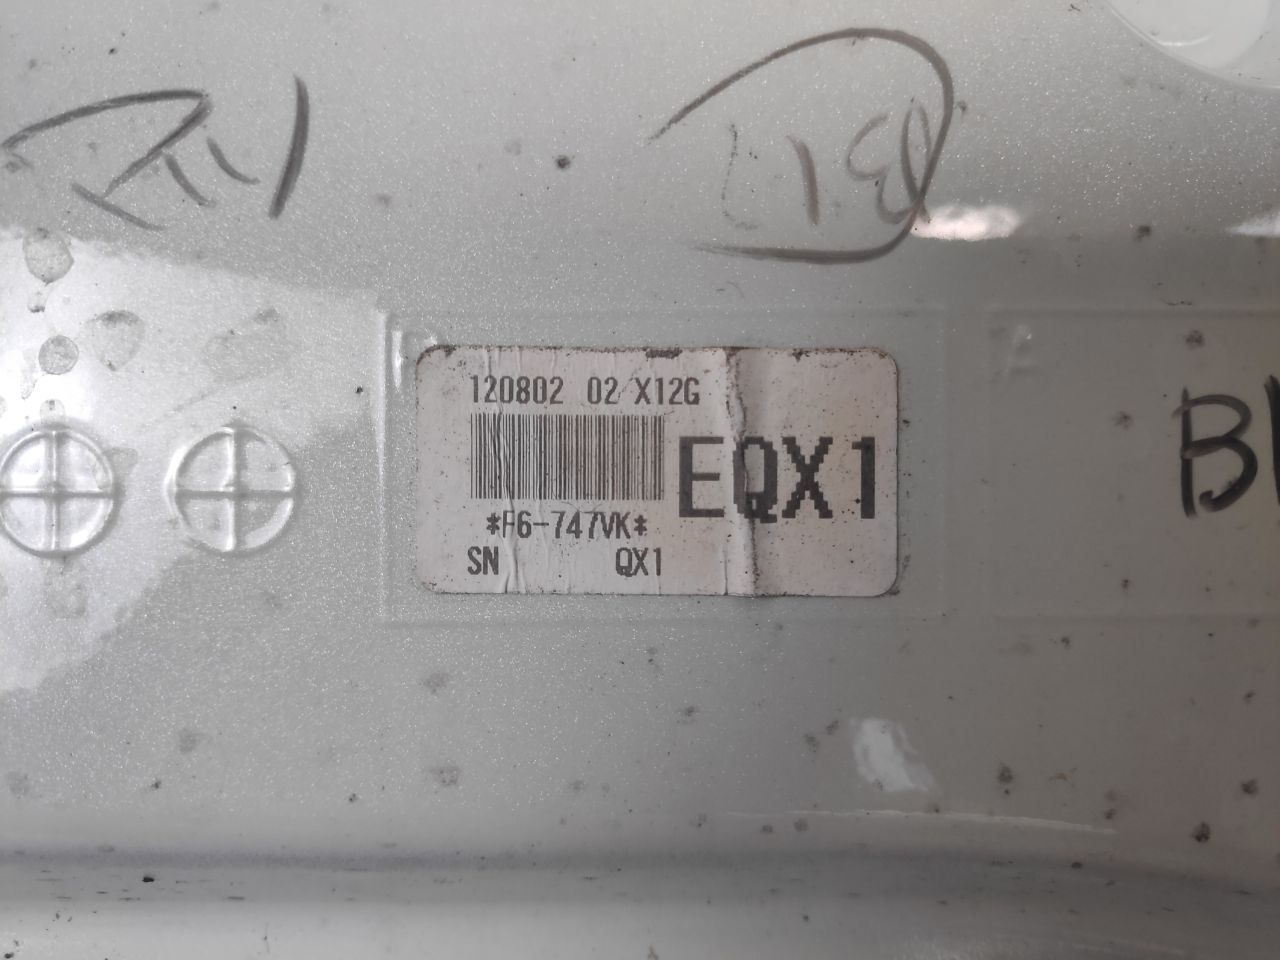 120802 02 X12G
EQX1
*F6-747VK*
SN QX1